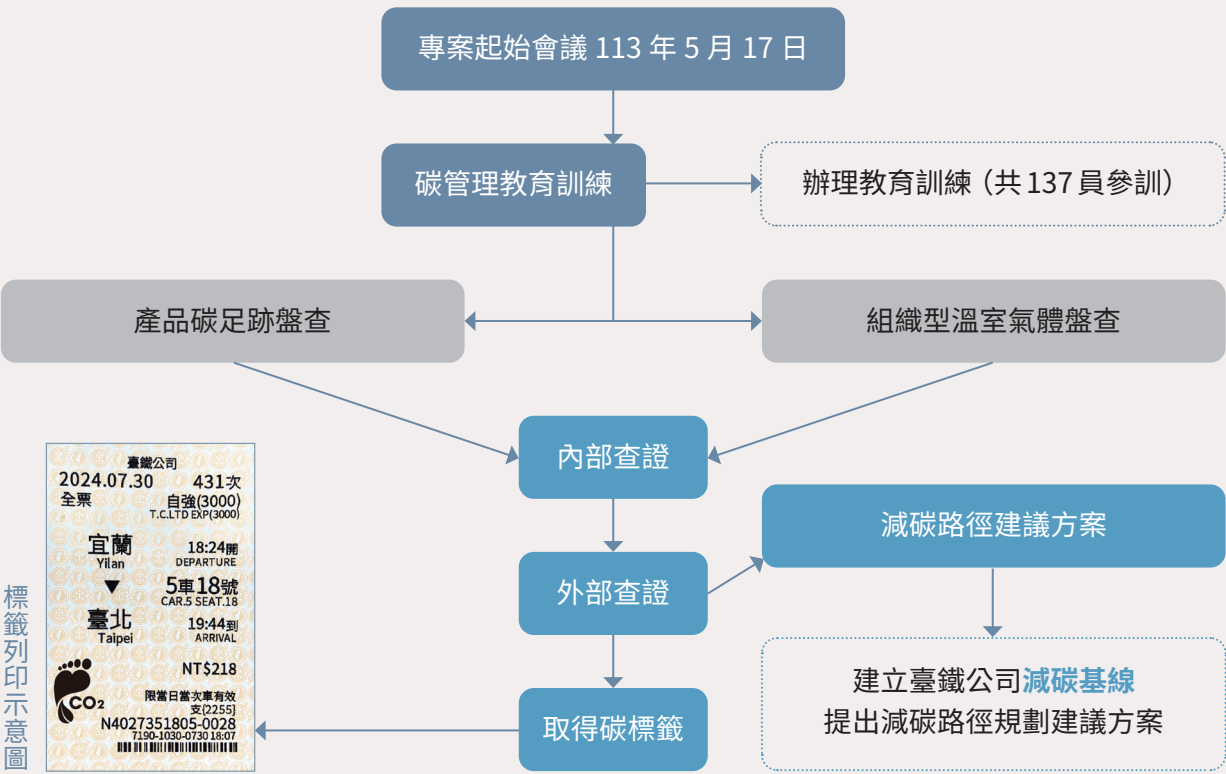 專案起始會議 113 年 5 月 17 日
碳管理教育訓練
辦理教育訓練（共 137 員參訓）
產品碳足跡盤查
組織型溫室氣體盤查
內部查證
外部查證
取得碳標籤
減碳路徑建議方案
建立臺鐵公司減碳基線
提出減碳路徑規劃建議方案
標籤列印示意圖
臺鐵公司
2024.07.30 431次
全票 自強(3000)
T.C.LTD EXP(3000)
宜蘭 18:24開
Yilan DEPARTURE
5車18號
CAR.5 SEAT.18
臺北 19:44到
Taipei ARRIVAL
NT$218
CO₂
限當日當次車有效
支(2255)
N4027351805-0028
7190-1030-0730 18:07